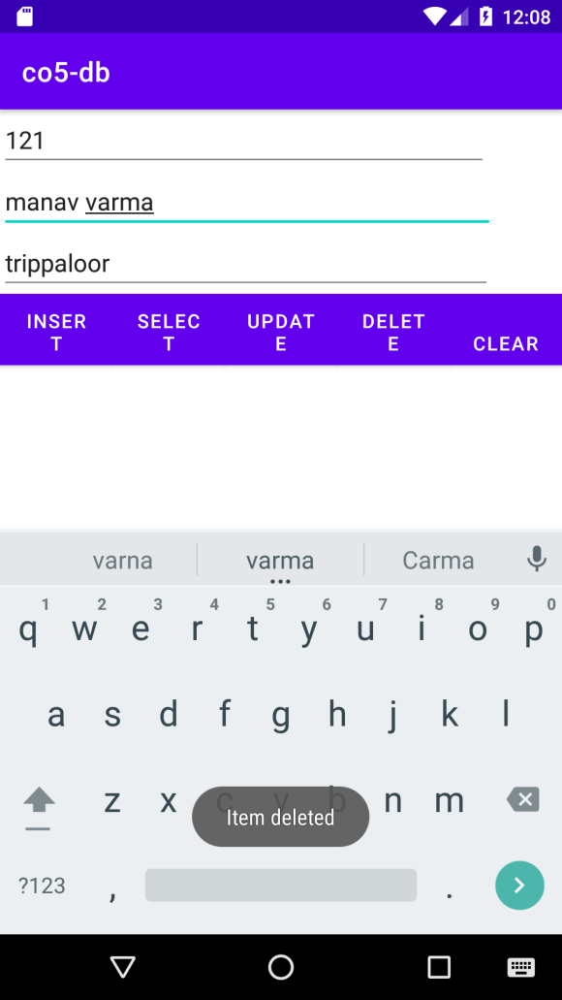 12:08
co5-db
121
manav varma
trippaloor
INSER
T
SELEC
T
UPDAT
E
DELET
E
CLEAR
varna varma Carma
1 2 3 4 5 6 7 8 9 0
q w e r t y u i o p
a s d f g h j k l
z x c v b n m
Item deleted
?123 , .